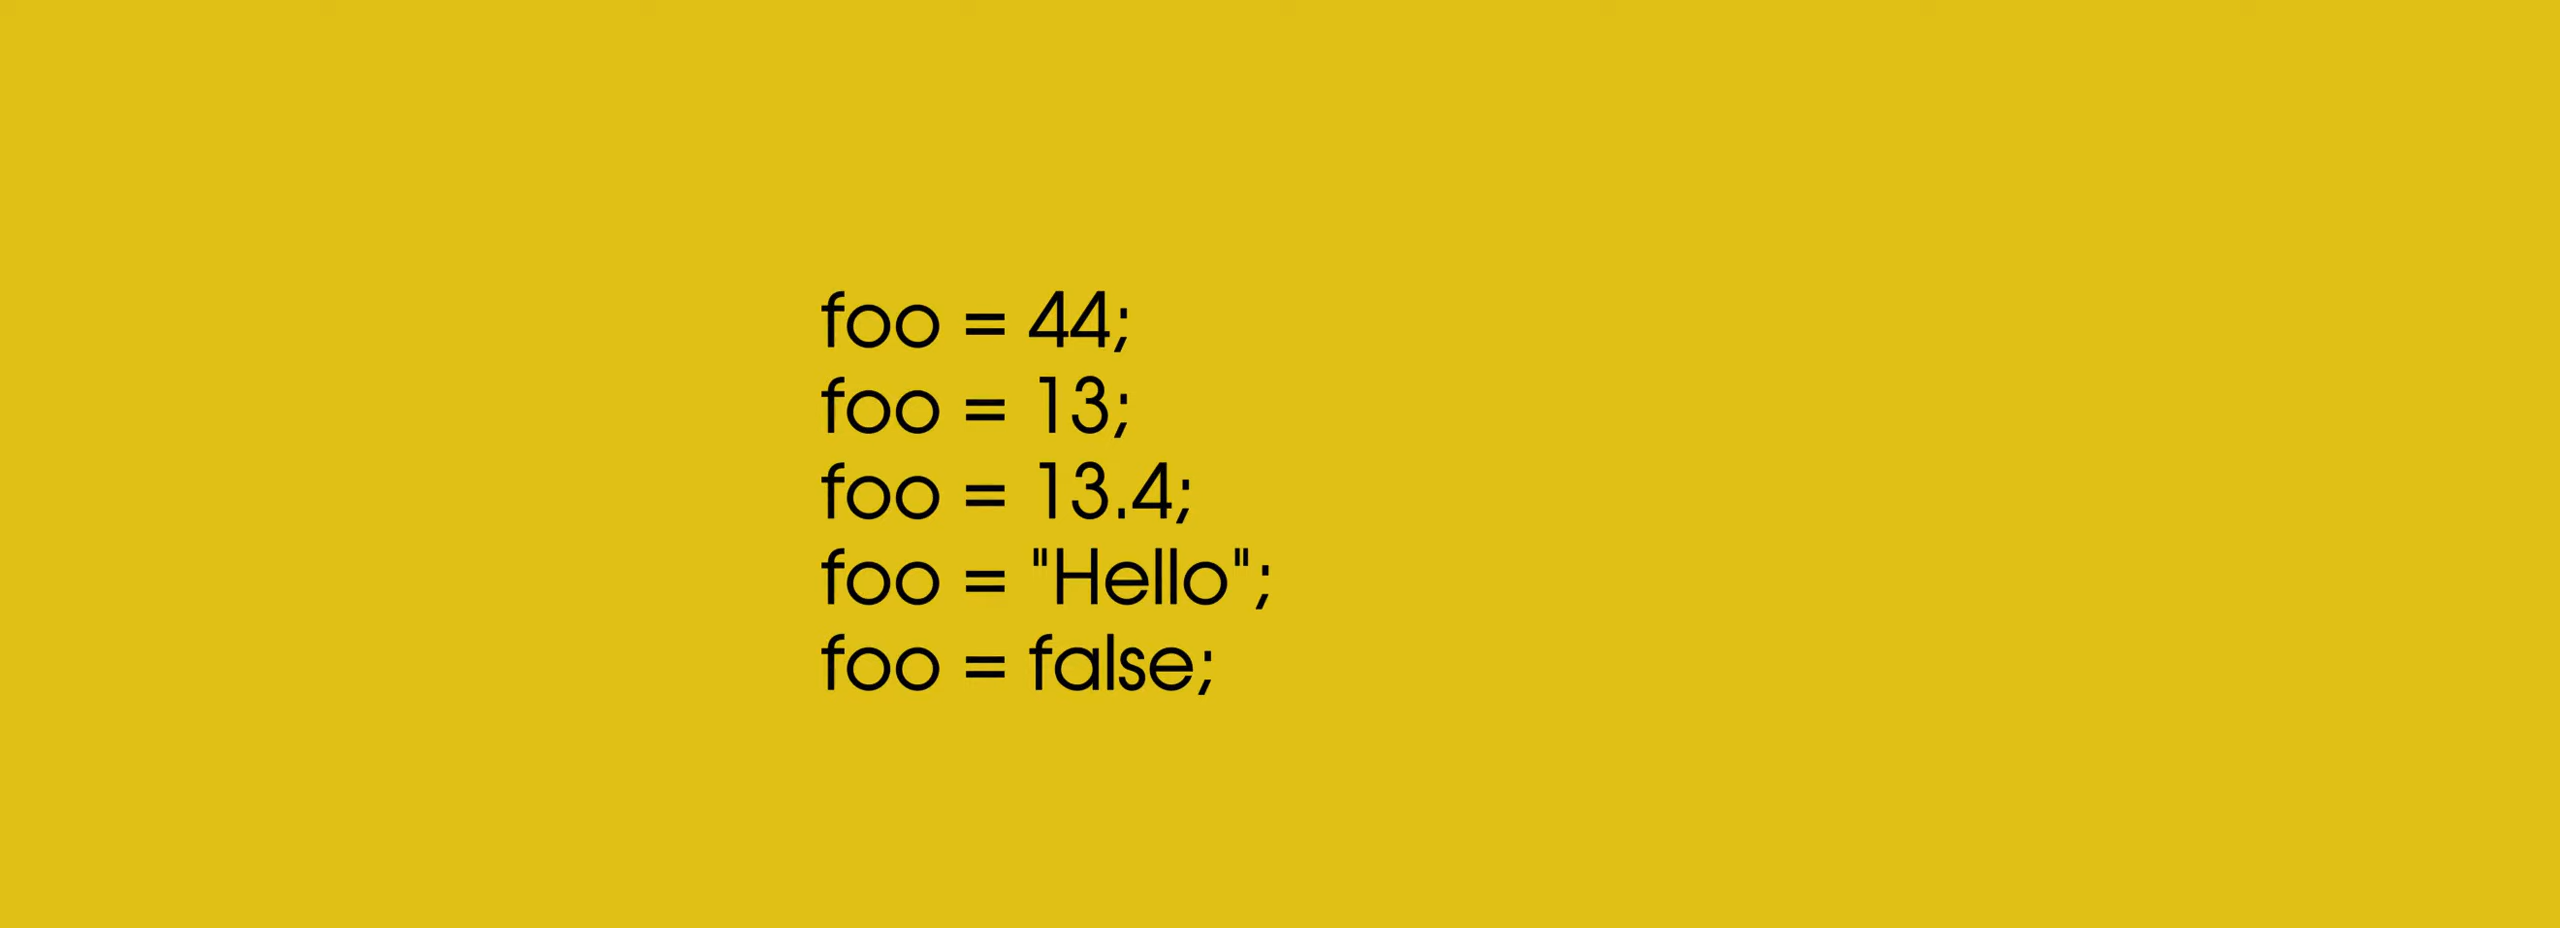 foo = 44;
foo = 13;
foo = 13.4;
foo = "Hello";
foo = false;